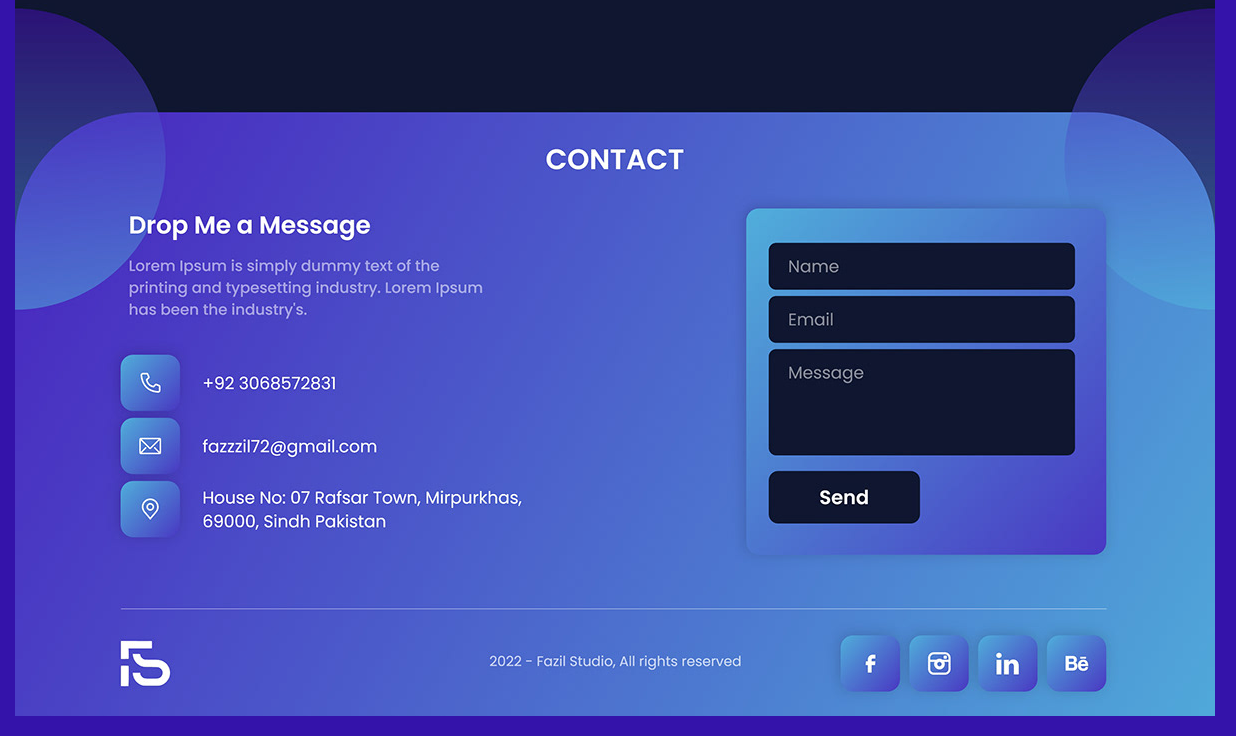 CONTACT
Drop Me a Message
Lorem Ipsum is simply dummy text of the
printing and typesetting industry. Lorem Ipsum
has been the industry's.
+92 3068572831
fazzzil72@gmail.com
House No: 07 Rafsar Town, Mirpurkhas,
69000, Sindh Pakistan
Name
Email
Message
Send
FS
2022 - Fazil Studio, All rights reserved
f
in
Bē